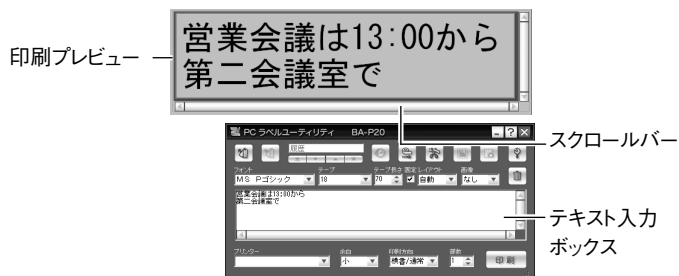 営業会議は13:00から
第二会議室で
印刷プレビュー
PC ラベルユーティリティ BA-P20
スクロールバー
履歴
フォント テープ テープ長さ 固定 レイアウト 画像
MS Pゴシック 18 70 自動 なし
営業会議は13:00から
第二会議室で
テキスト入力
ボックス
プリンター 余白 印刷方向 部数
小 横書/通常 1 印刷